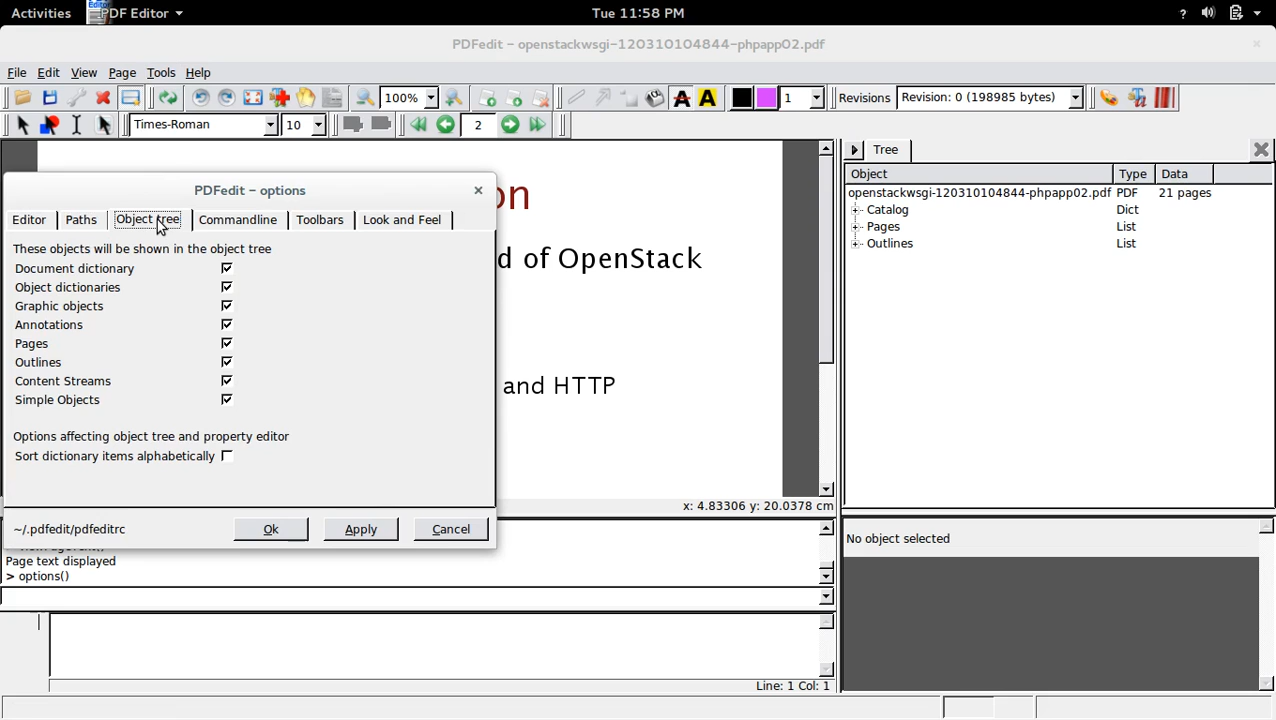 Activities PDF Editor Tue 11:58 PM ?
PDFedit – openstackwsgi-120310104844-phpapp02.pdf
File Edit View Page Tools Help
100% 1 Revisions Revision: 0 (198985 bytes)
Times-Roman 10 2
on
d of OpenStack
and HTTP
PDFedit – options
Editor Paths Object tree Commandline Toolbars Look and Feel
These objects will be shown in the object tree
Document dictionary
Object dictionaries
Graphic objects
Annotations
Pages
Outlines
Content Streams
Simple Objects
Options affecting object tree and property editor
Sort dictionary items alphabetically
~/.pdfedit/pdfeditrc Ok Apply Cancel
x: 4.83306 y: 20.0378 cm
Page text displayed
> options()
Line: 1 Col: 1
Tree
Object Type Data
openstackwsgi-120310104844-phpapp02.pdf PDF 21 pages
Catalog Dict
Pages List
Outlines List
No object selected